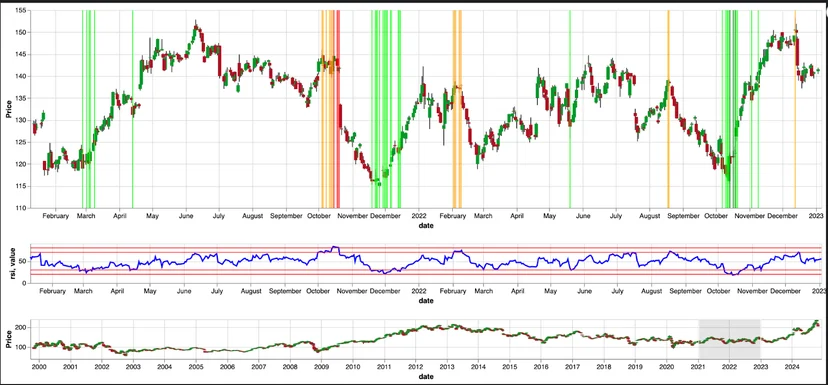 155
150
145
140
135
130
125
120
115
110
Price
February March April May June July August September October November December 2022 February March April May June July August September October November December 2023
date
50
0
rsi, value
February March April May June July August September October November December 2022 February March April May June July August September October November December 2023
date
200
100
Price
2000 2001 2002 2003 2004 2005 2006 2007 2008 2009 2010 2011 2012 2013 2014 2015 2016 2017 2018 2019 2020 2021 2022 2023 2024
date